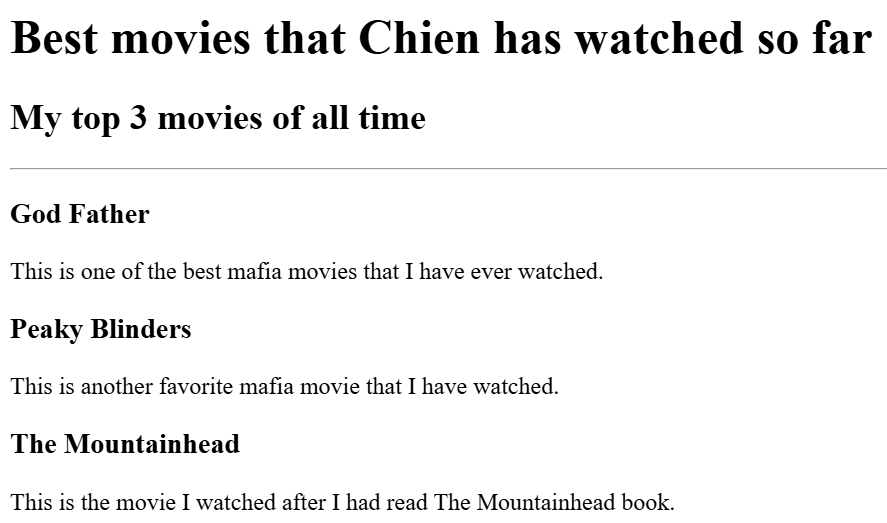 Best movies that Chien has watched so far
My top 3 movies of all time
God Father
This is one of the best mafia movies that I have ever watched.
Peaky Blinders
This is another favorite mafia movie that I have watched.
The Mountainhead
This is the movie I watched after I had read The Mountainhead book.